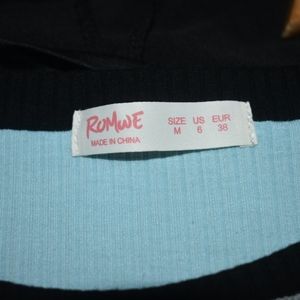 ROMWE
MADE IN CHINA
SIZE US EUR
M 6 38